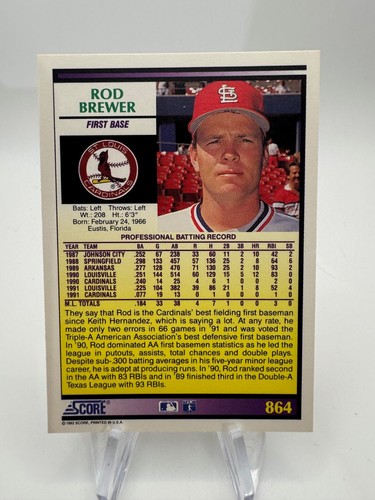 ROD
BREWER
FIRST BASE
StL
ST. LOUIS
CARDINALS
Bats: Left Throws: Left
Wt.: 208 Ht.: 6'3"
Born: February 24, 1966
Eustis, Florida
PROFESSIONAL BATTING RECORD
YEAR TEAM BA G AB R H 2B 3B HR RBI SB
1987 JOHNSON CITY .252 67 238 33 60 11 2 10 42 2
1988 SPRINGFIELD .298 133 457 57 136 25 2 8 64 6
1989 ARKANSAS .277 128 470 71 130 25 2 10 93 2
1990 LOUISVILLE .251 144 514 60 129 15 5 12 83 0
1990 CARDINALS .240 14 25 4 6 1 0 0 2 0
1991 LOUISVILLE .225 104 382 39 86 21 1 8 52 4
1991 CARDINALS .077 19 13 0 1 0 0 0 1 0
M.L. TOTALS .184 33 38 4 7 1 0 0 3 0
They say that Rod is the Cardinals' best fielding first baseman
since Keith Hernandez, which is saying a lot. At any rate, he
made only two errors in 66 games in '91 and was voted the
Triple-A American Association's best defensive first baseman. In
'90, Rod dominated AA first basemen statistics as he led the
league in putouts, assists, total chances and double plays.
Despite sub-.300 averages in his five-year minor league
career, he is adept at producing runs. In '90, Rod ranked second
in the AA with 83 RBIs and in '89 finished third in the Double-A
Texas League with 93 RBIs.
SCORE
864
© 1992 SCORE, PRINTED IN U.S.A.